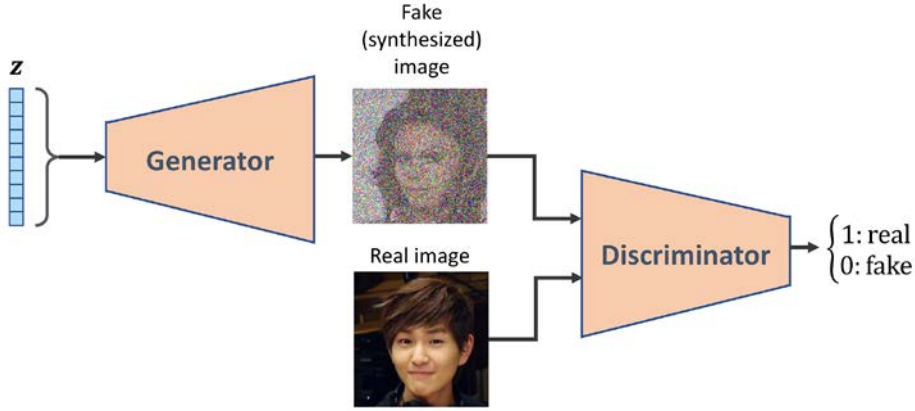 z
Generator
Fake
(synthesized)
image
Real image
Discriminator
1: real
0: fake